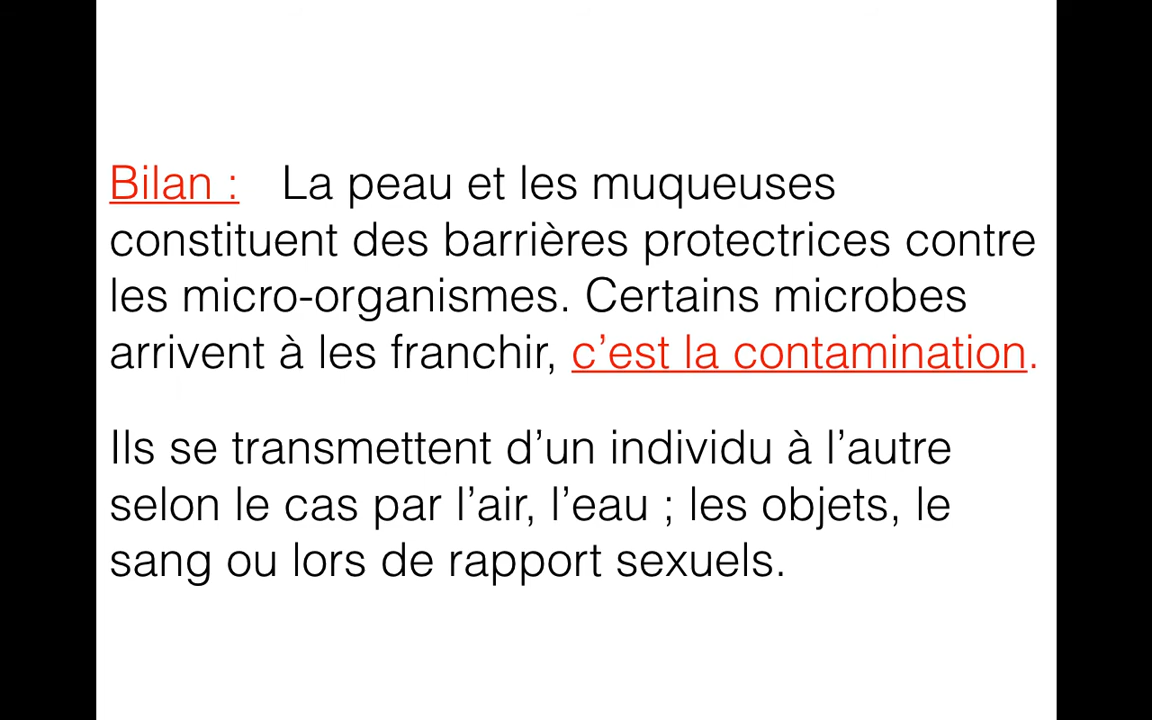 Bilan : La peau et les muqueuses
constituent des barrières protectrices contre
les micro-organismes. Certains microbes
arrivent à les franchir, c’est la contamination.
Ils se transmettent d’un individu à l’autre
selon le cas par l’air, l’eau ; les objets, le
sang ou lors de rapport sexuels.